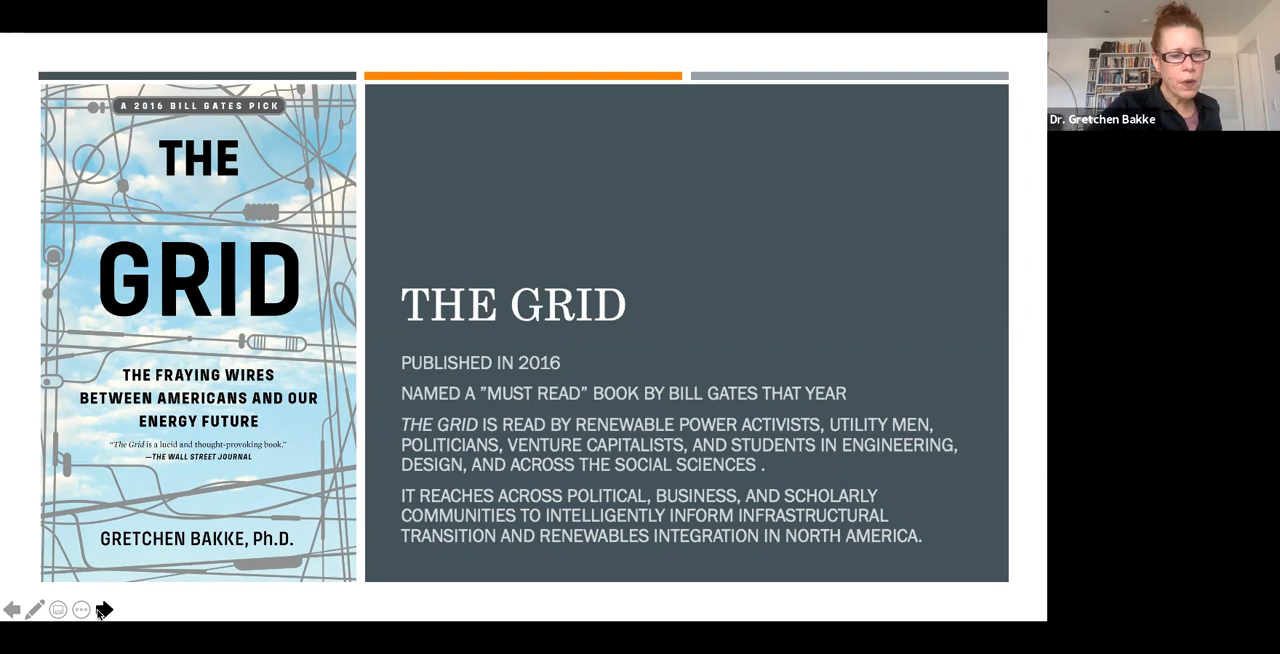 A 2016 BILL GATES PICK
THE
GRID
THE FRAYING WIRES
BETWEEN AMERICANS AND OUR
ENERGY FUTURE
"The Grid is a lucid and thought-provoking book."
—THE WALL STREET JOURNAL
GRETCHEN BAKKE, Ph.D.
THE GRID
PUBLISHED IN 2016
NAMED A ”MUST READ” BOOK BY BILL GATES THAT YEAR
THE GRID IS READ BY RENEWABLE POWER ACTIVISTS, UTILITY MEN,
POLITICIANS, VENTURE CAPITALISTS, AND STUDENTS IN ENGINEERING,
DESIGN, AND ACROSS THE SOCIAL SCIENCES .
IT REACHES ACROSS POLITICAL, BUSINESS, AND SCHOLARLY
COMMUNITIES TO INTELLIGENTLY INFORM INFRASTRUCTURAL
TRANSITION AND RENEWABLES INTEGRATION IN NORTH AMERICA.
Dr. Gretchen Bakke